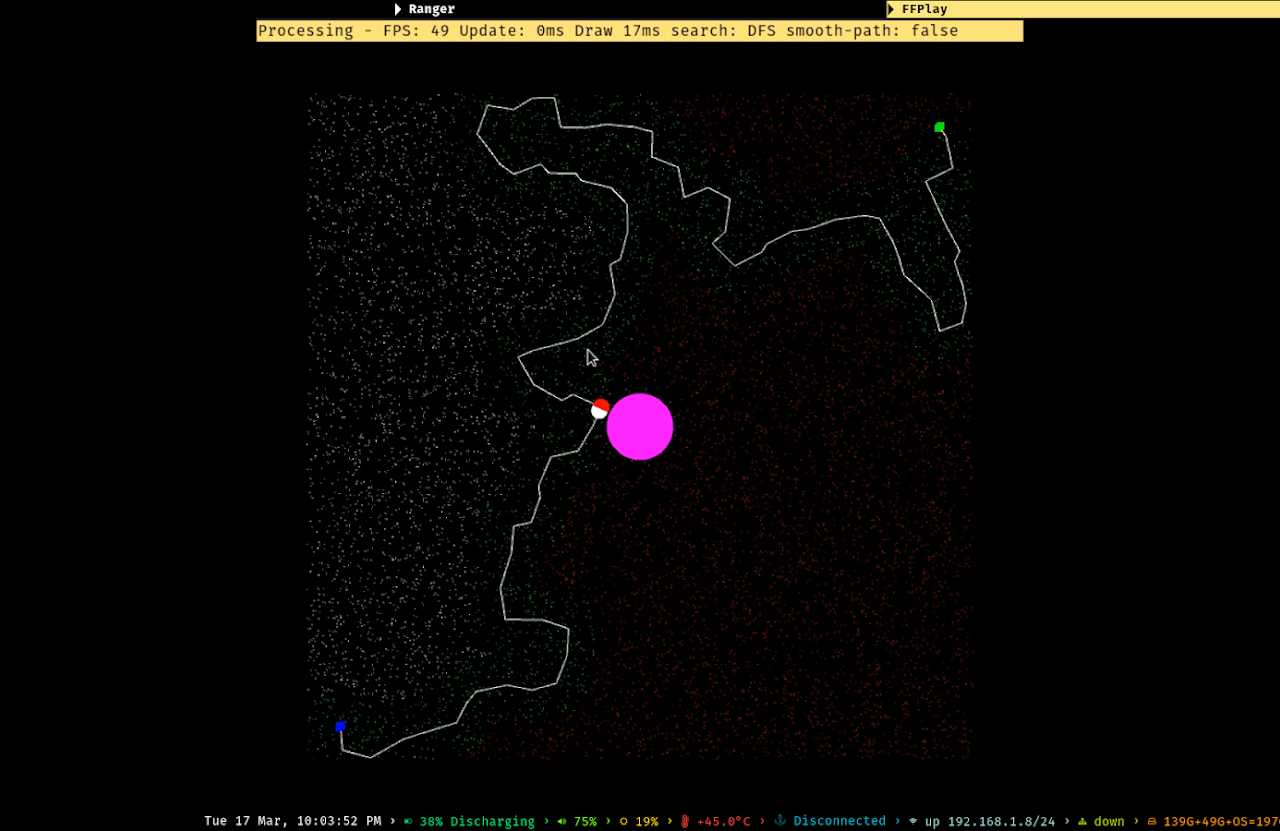 Ranger
FFPlay
Processing - FPS: 49 Update: 0ms Draw 17ms search: DFS smooth-path: false
Tue 17 Mar, 10:03:52 PM › 38% Discharging › 75% › 19% › +45.0°C › Disconnected › up 192.168.1.8/24 › down › 139G+49G+OS=197